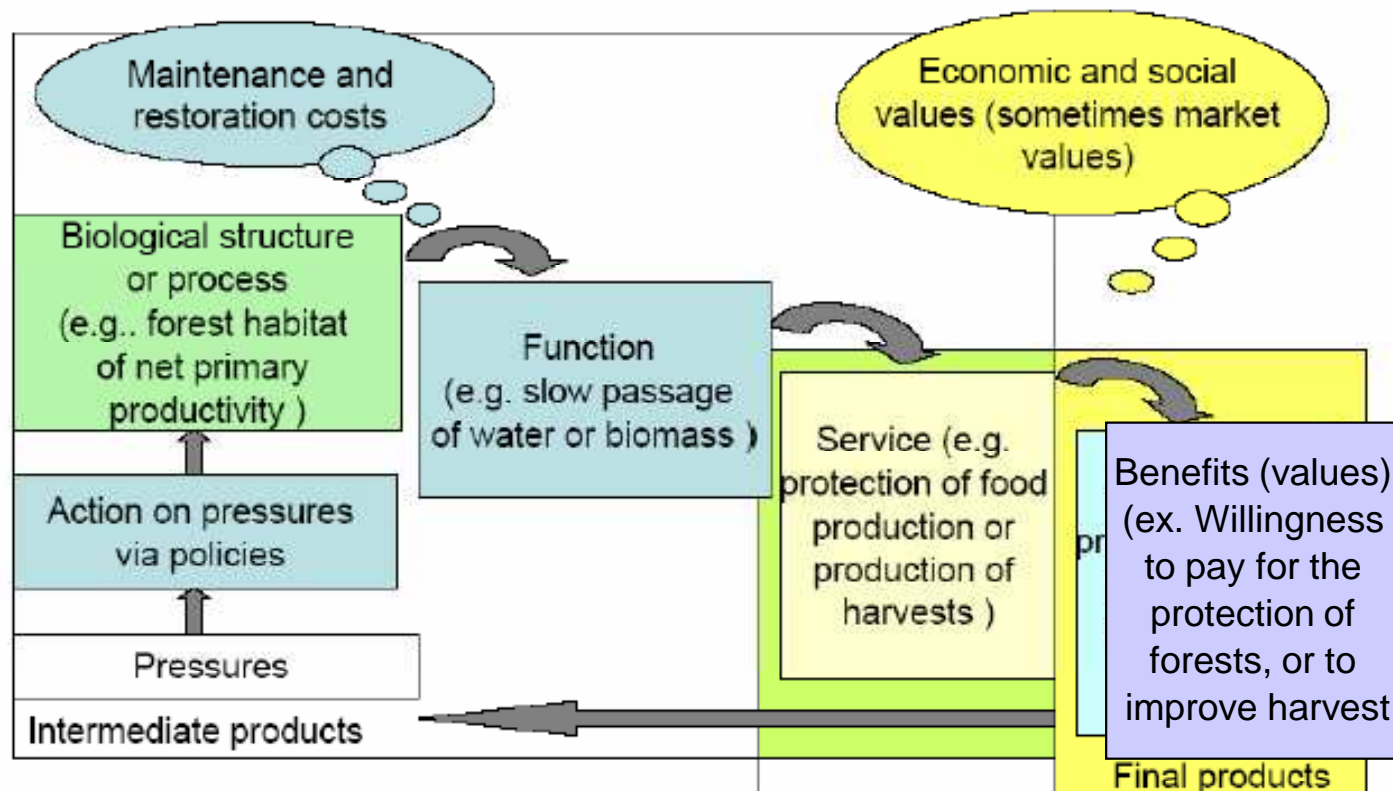 Maintenance and
restoration costs
Economic and social
values (sometimes market
values)
Biological structure
or process
(e.g.. forest habitat
of net primary
productivity )
Function
(e.g. slow passage
of water or biomass )
Service (e.g.
protection of food
production or
production of
harvests )
Benefits (values)
(ex. Willingness
to pay for the
protection of
forests, or to
improve harvest
Action on pressures
via policies
Pressures
Intermediate products
Final products